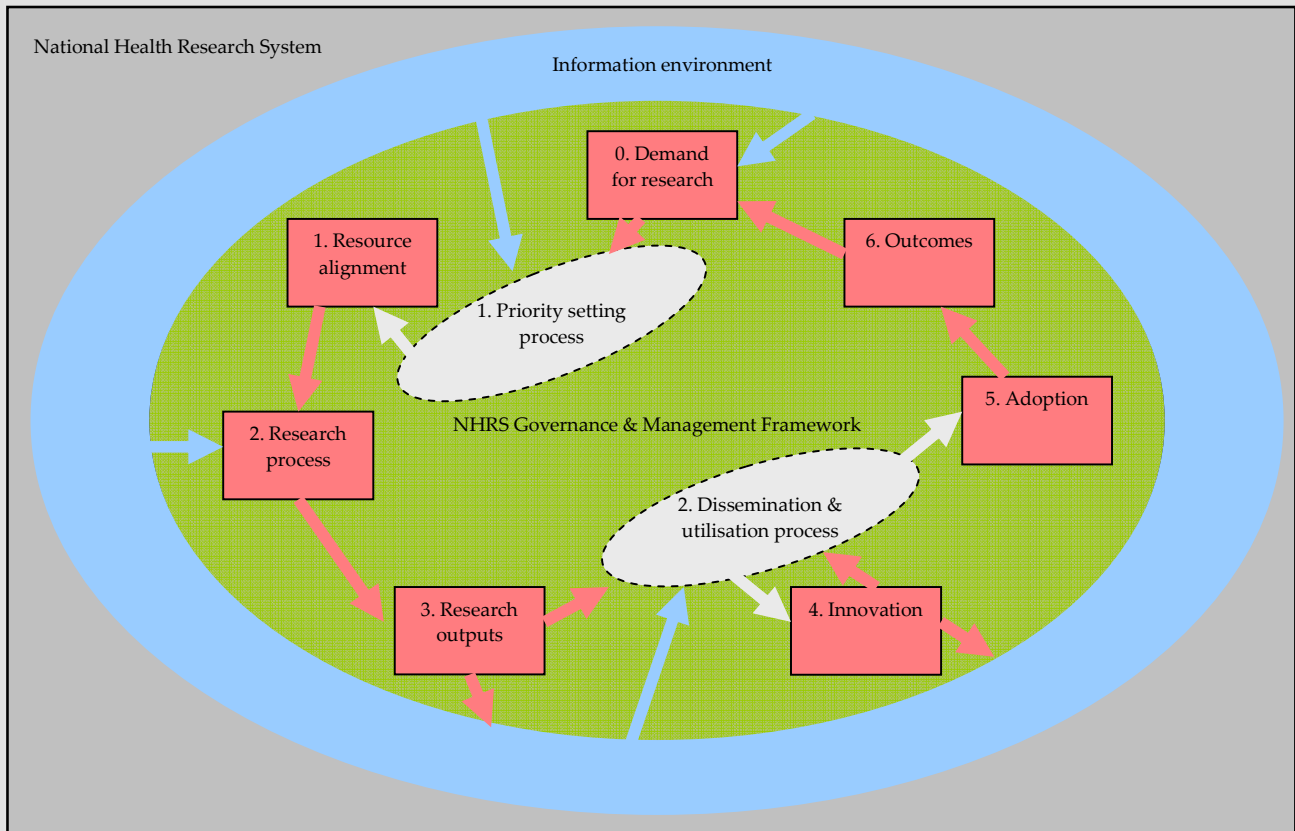 National Health Research System
Information environment
0. Demand
for research
1. Resource
alignment
6. Outcomes
1. Priority setting
process
5. Adoption
NHRS Governance & Management Framework
2. Research
process
2. Dissemination &
utilisation process
3. Research
outputs
4. Innovation